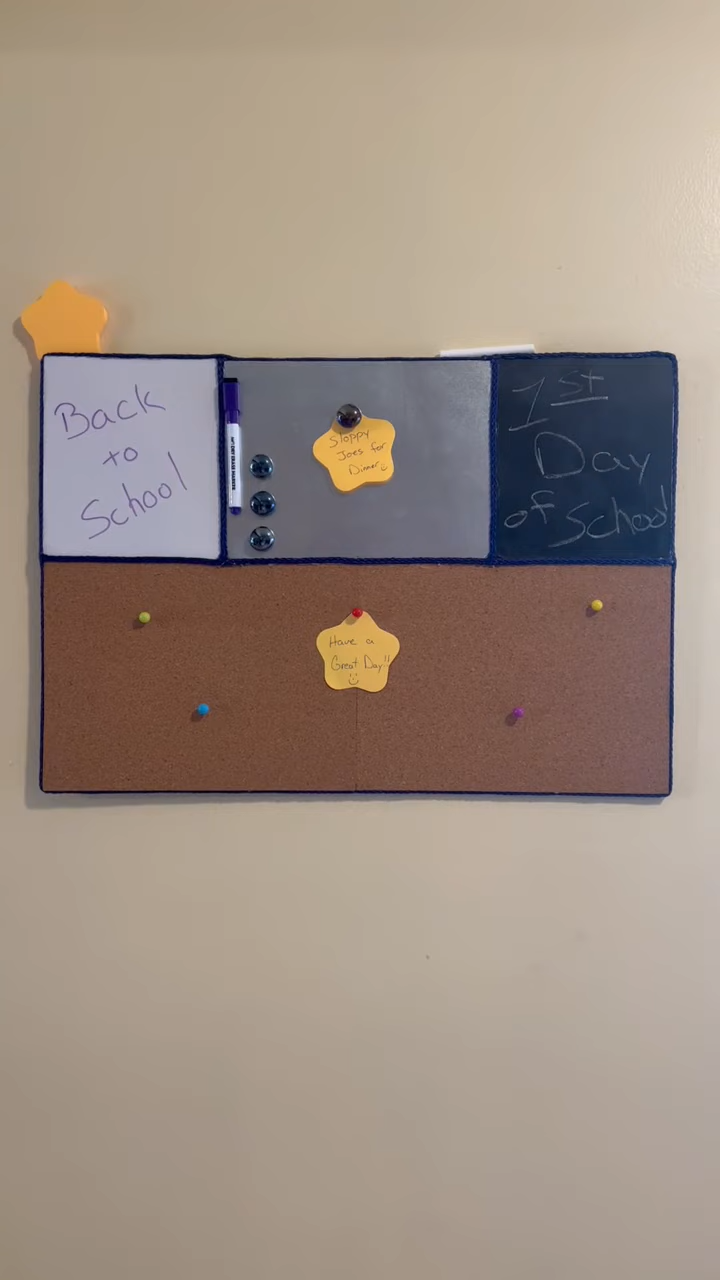 Back
to
School
Sloppy
Joes for
Dinner
1st
Day
of School
Have a
Great Day!!